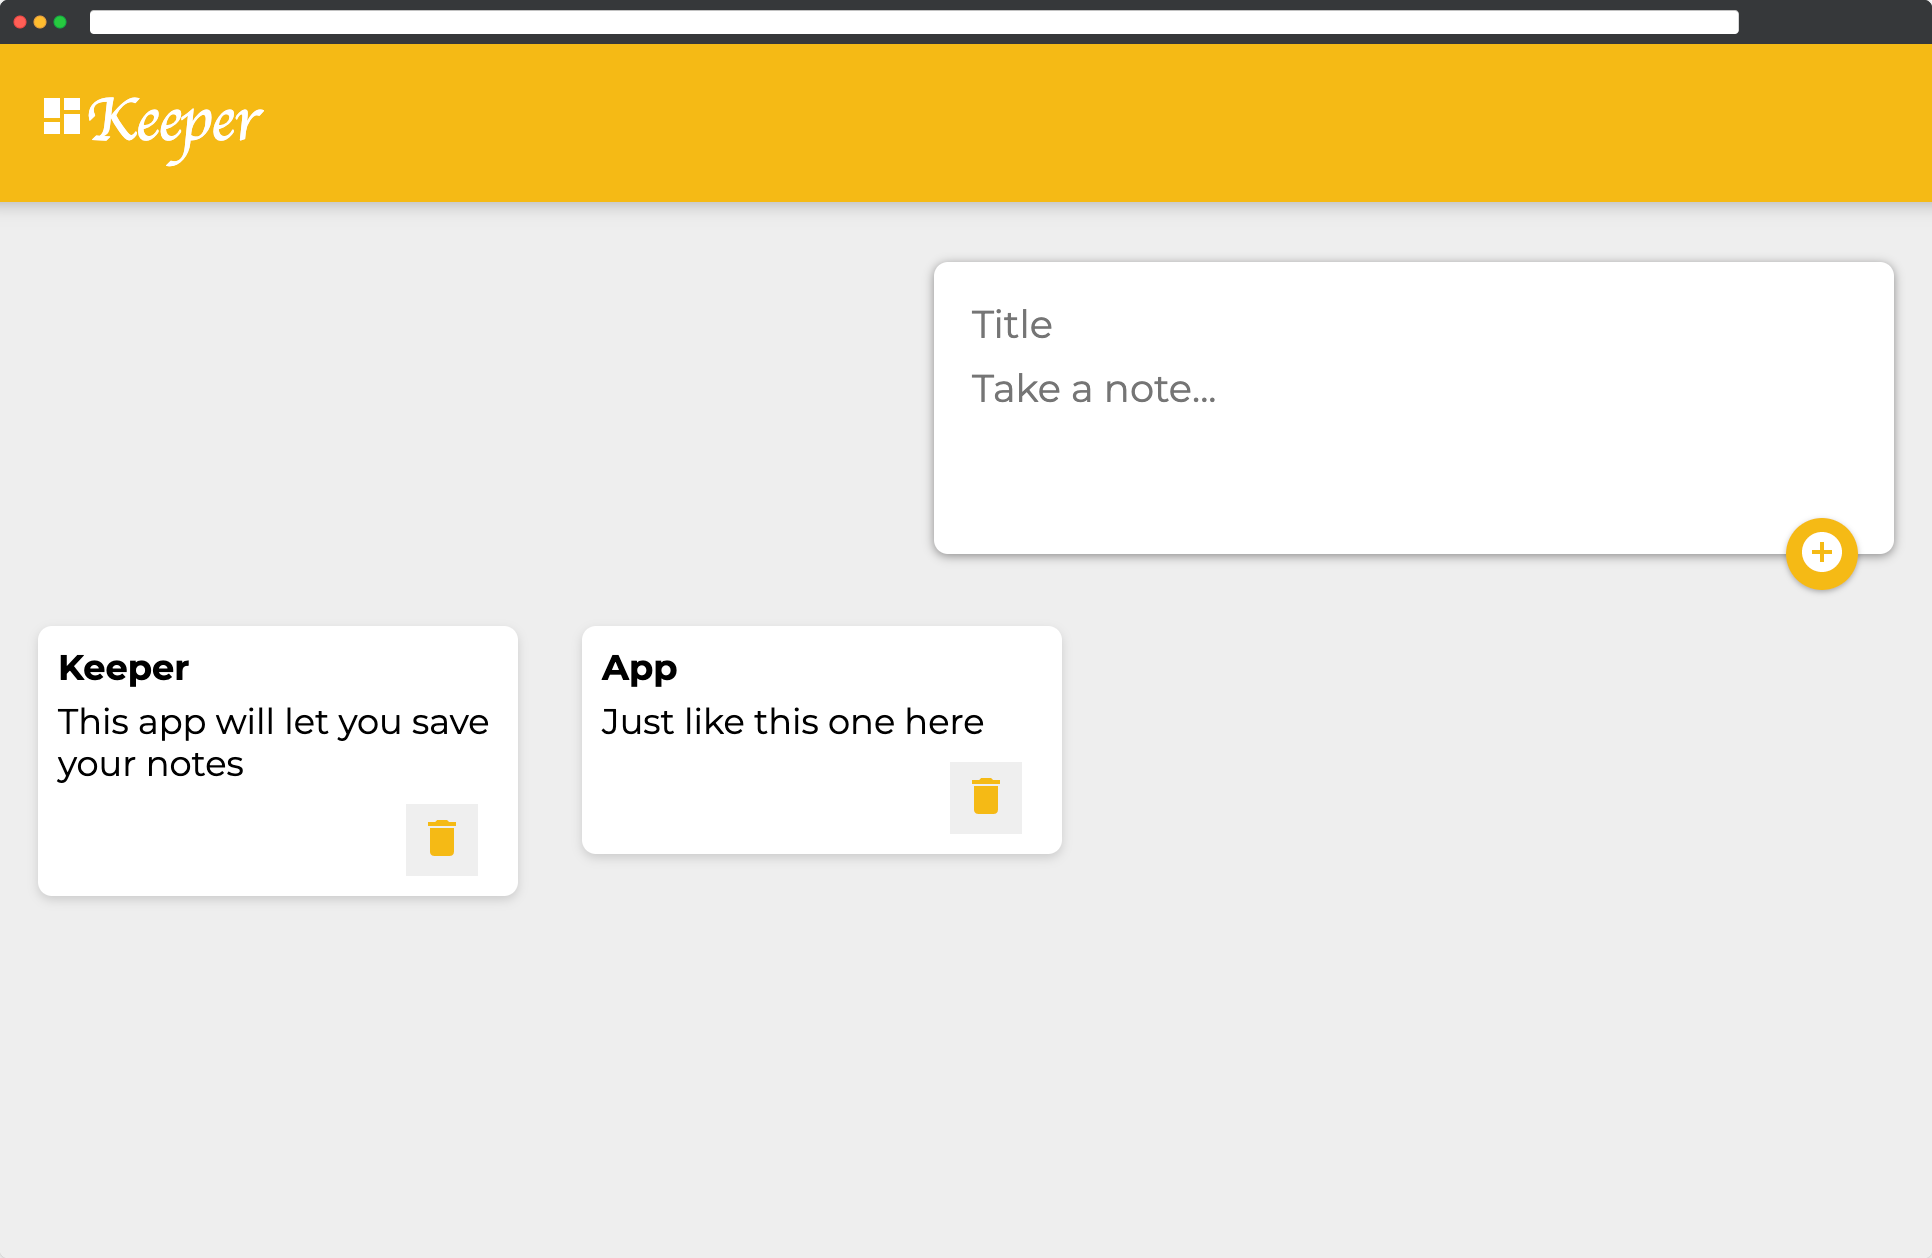 Keeper
Title
Take a note...
Keeper
This app will let you save
your notes
App
Just like this one here